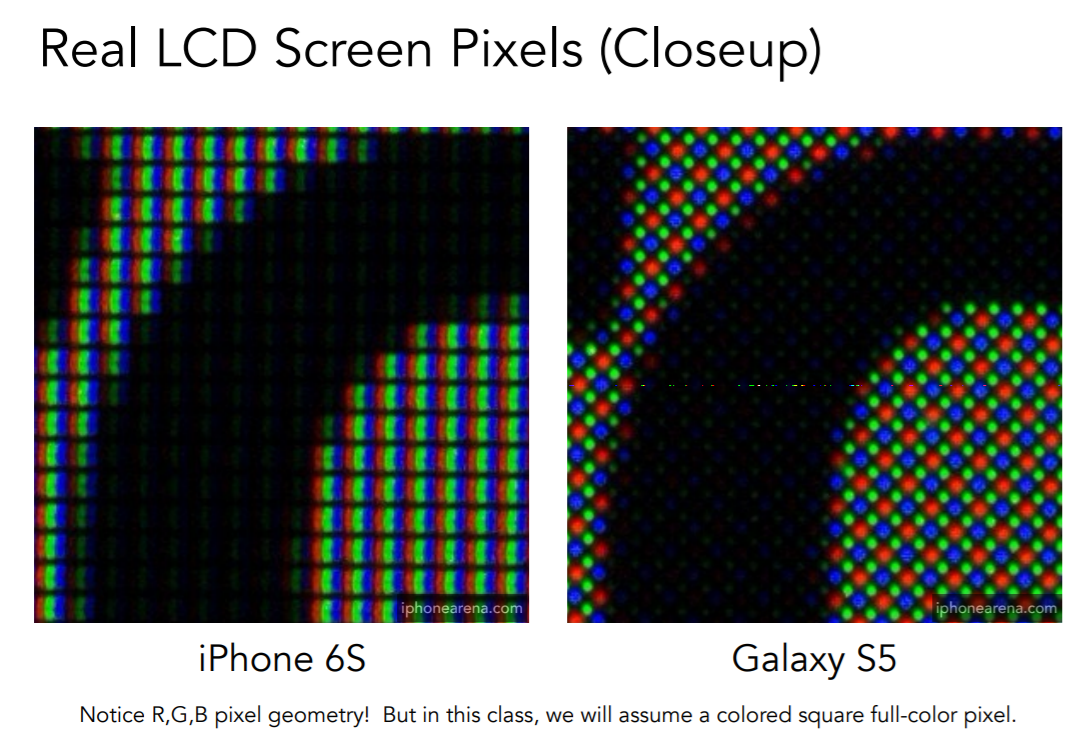 Real LCD Screen Pixels (Closeup)
iphonearena.com
iphonearena.com
iPhone 6S
Galaxy S5
Notice R,G,B pixel geometry! But in this class, we will assume a colored square full-color pixel.